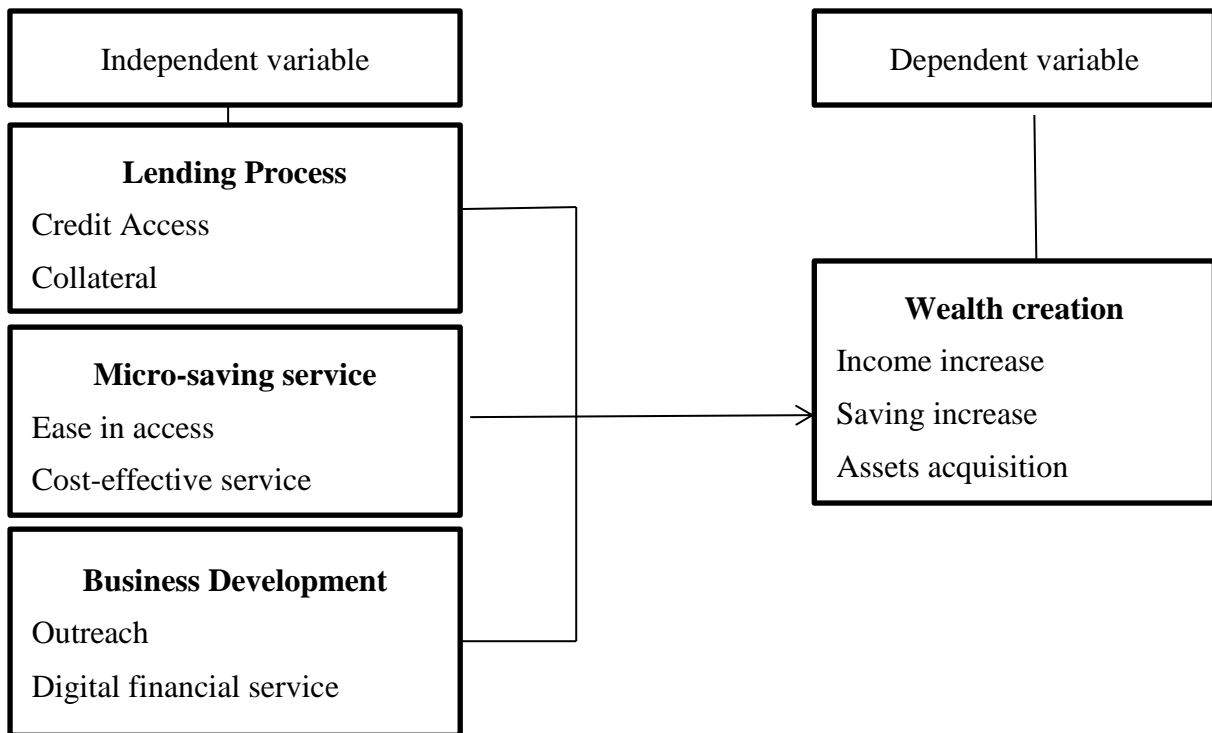 Independent variable
Dependent variable
Lending Process
Credit Access
Collateral
Micro-saving service
Ease in access
Cost-effective service
Business Development
Outreach
Digital financial service
Wealth creation
Income increase
Saving increase
Assets acquisition